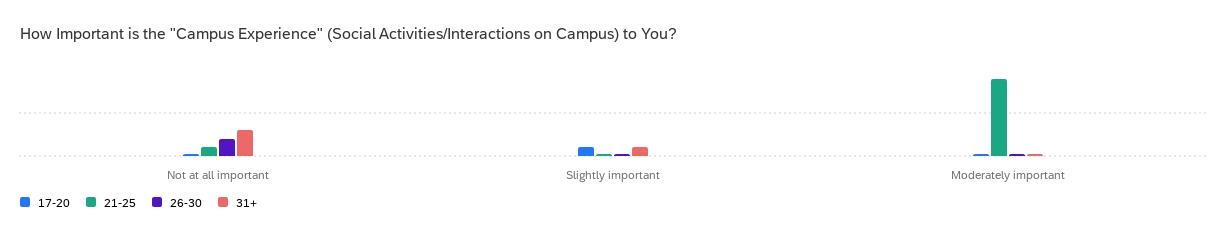 How Important is the "Campus Experience" (Social Activities/Interactions on Campus) to You?
Not at all important
Slightly important
Moderately important
17-20
21-25
26-30
31+